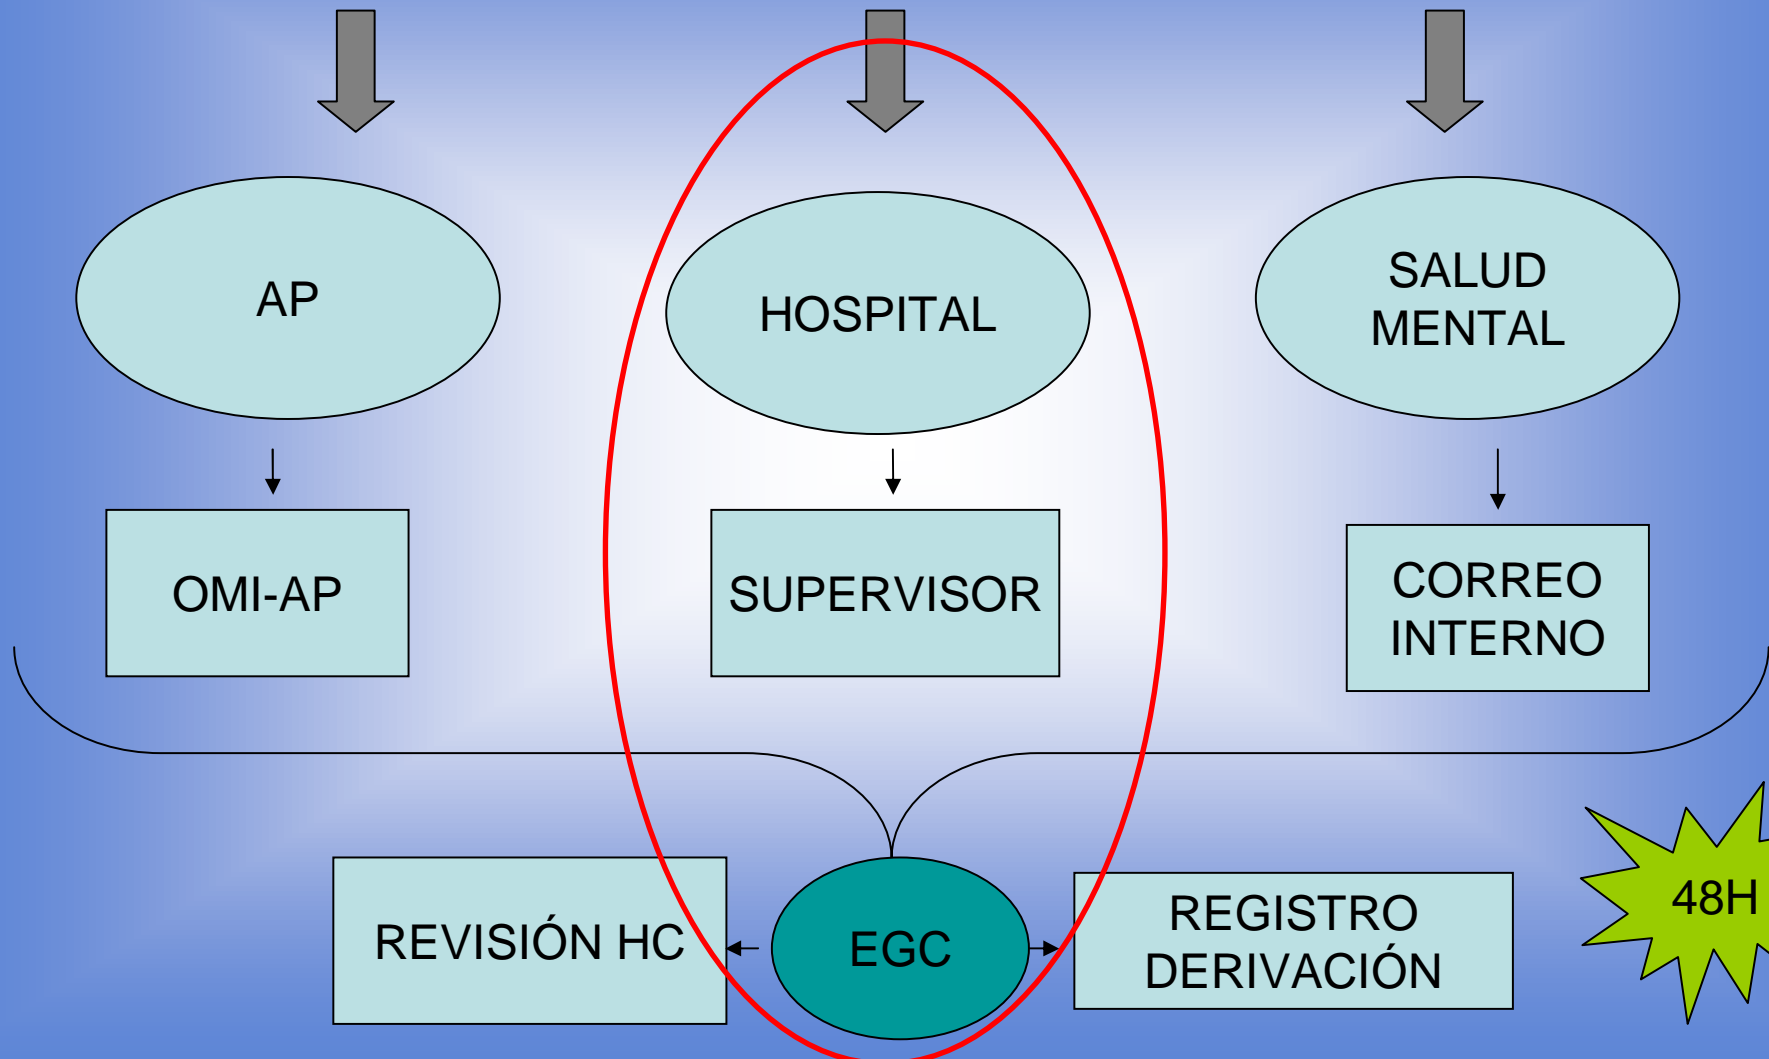 AP
HOSPITAL
SALUD
MENTAL
OMI-AP
SUPERVISOR
CORREO
INTERNO
REVISIÓN HC
EGC
REGISTRO
DERIVACIÓN
48H